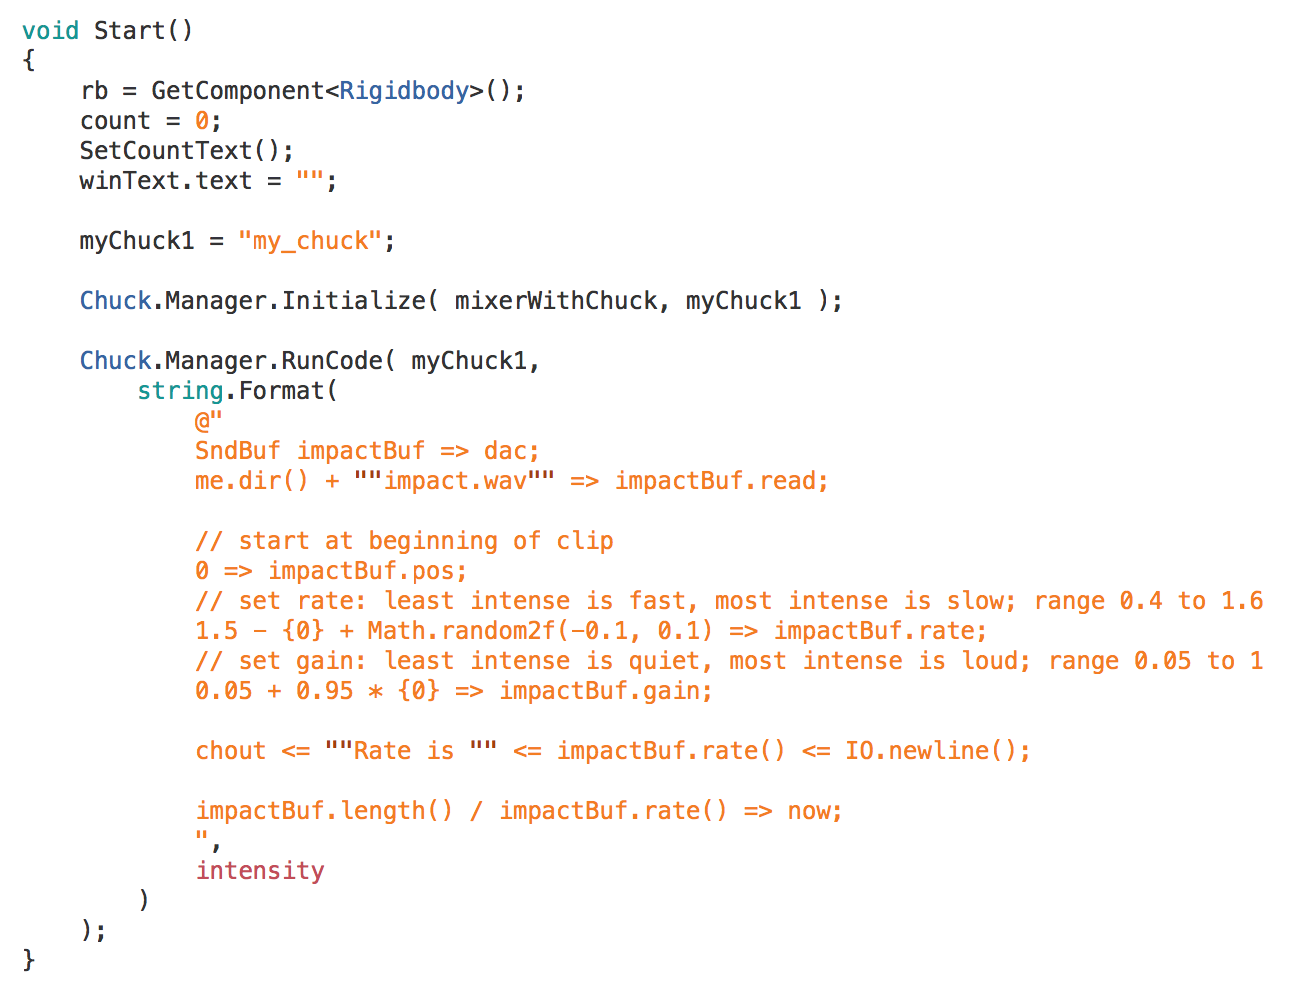 void Start()
{
    rb = GetComponent<Rigidbody>();
    count = 0;
    SetCountText();
    winText.text = "";

    myChuck1 = "my_chuck";

    Chuck.Manager.Initialize( mixerWithChuck, myChuck1 );

    Chuck.Manager.RunCode( myChuck1,
        string.Format(
            @"
            SndBuf impactBuf => dac;
            me.dir() + ""impact.wav"" => impactBuf.read;

            // start at beginning of clip
            0 => impactBuf.pos;
            // set rate: least intense is fast, most intense is slow; range 0.4 to 1.6
            1.5 - {0} + Math.random2f(-0.1, 0.1) => impactBuf.rate;
            // set gain: least intense is quiet, most intense is loud; range 0.05 to 1
            0.05 + 0.95 * {0} => impactBuf.gain;

            chout <= ""Rate is "" <= impactBuf.rate() <= IO.newline();

            impactBuf.length() / impactBuf.rate() => now;
            ",
            intensity
        )
    );
}